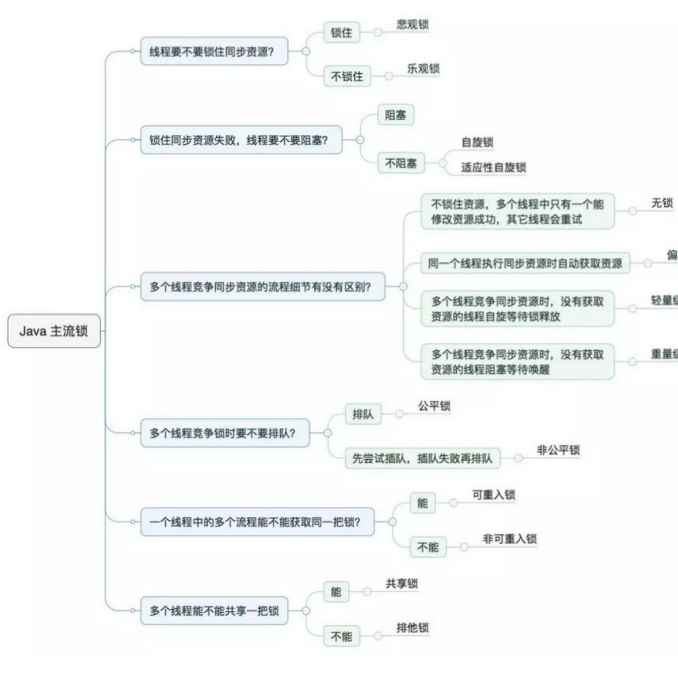 Java 主流锁
线程要不要锁住同步资源?
锁住
悲观锁
不锁住
乐观锁
锁住同步资源失败，线程要不要阻塞?
阻塞
不阻塞
自旋锁
适应性自旋锁
多个线程竞争同步资源的流程细节有没有区别?
不锁住资源，多个线程中只有一个能
修改资源成功，其它线程会重试
无锁
同一个线程执行同步资源时自动获取资源
偏
多个线程竞争同步资源时，没有获取
资源的线程自旋等待锁释放
轻量级
多个线程竞争同步资源时，没有获取
资源的线程阻塞等待唤醒
重量级
多个线程竞争锁时要不要排队?
排队
公平锁
先尝试插队，插队失败再排队
非公平锁
一个线程中的多个流程能不能获取同一把锁?
能
可重入锁
不能
非可重入锁
多个线程能不能共享一把锁
能
共享锁
不能
排他锁